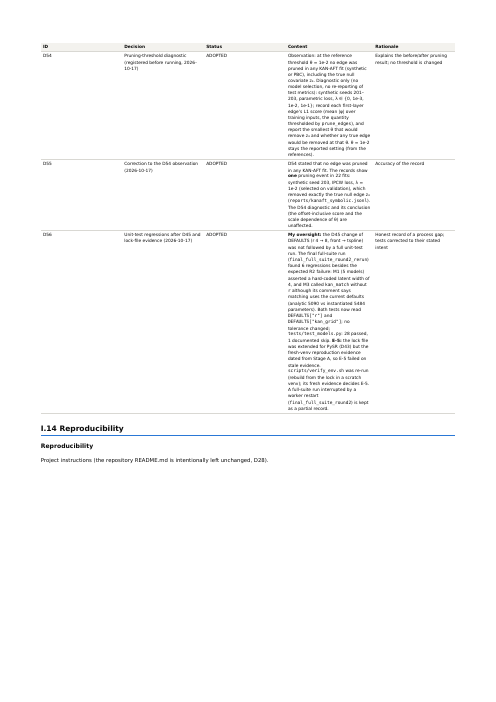 ID Decision Status Content Rationale
D54 Pruning-threshold diagnostic ADOPTED Observation: at the reference Explains the before/after pruning
(registered before running, 2026- threshold θ = 1e-2 no edge was result; no threshold is changed
10-17) pruned in any KAN-AFT fit (synthetic
or PBC), including the true null
covariate z₄. Diagnostic only (no
model selection, no re-reporting of
test metrics): synthetic seeds 201–
203, parametric loss, λ ∈ {0, 1e-3,
1e-2, 1e-1}; record each first-layer
edge's L1 score (mean |φ| over
training inputs, the quantity
thresholded by prune_edges), and
report the smallest θ that would
remove z₄ and whether any true edge
would be removed at that θ. θ = 1e-2
stays the reported setting (from the
references).
D55 Correction to the D54 observation ADOPTED D54 stated that no edge was pruned Accuracy of the record
(2026-10-17) in any KAN-AFT fit. The records show
one pruning event in 22 fits:
synthetic seed 203, IPCW loss, λ =
1e-2 (selected on validation), which
removed exactly the true null edge z₄
(reports/kanaft_symbolic.jsonl).
The D54 diagnostic and its conclusion
(the offset-inclusive score and the
scale dependence of θ) are
unaffected.
D56 Unit-test regressions after D45 and ADOPTED My oversight: the D45 change of Honest record of a process gap;
lock-file evidence (2026-10-17) DEFAULTS (r 4 → 8, front → tspline) tests corrected to their stated
was not followed by a full unit-test intent
run. The final full-suite run
(final_full_suite_round2_rerun)
found 6 regressions besides the
expected R2 failure: M1 (5 models)
asserted a hard-coded latent width of
4, and M3 called kan_match without
r although its comment says
matching uses the current defaults
(analytic 5090 vs instantiated 5484
parameters). Both tests now read
DEFAULTS["r"] and
DEFAULTS["kan_grid"]; no
tolerance changed;
tests/test_models.py: 28 passed,
1 documented skip. E-5: the lock file
was extended for PySR (D43) but the
fresh-venv reproduction evidence
dated from Stage A, so E-5 failed on
stale evidence.
scripts/verify_env.sh was re-run
(rebuild from the lock in a scratch
venv); its fresh evidence decides E-5.
A full-suite run interrupted by a
worker restart
(final_full_suite_round2) is kept
as a partial record.
I.14 Reproducibility
Reproducibility
Project instructions (the repository README.md is intentionally left unchanged, D28).